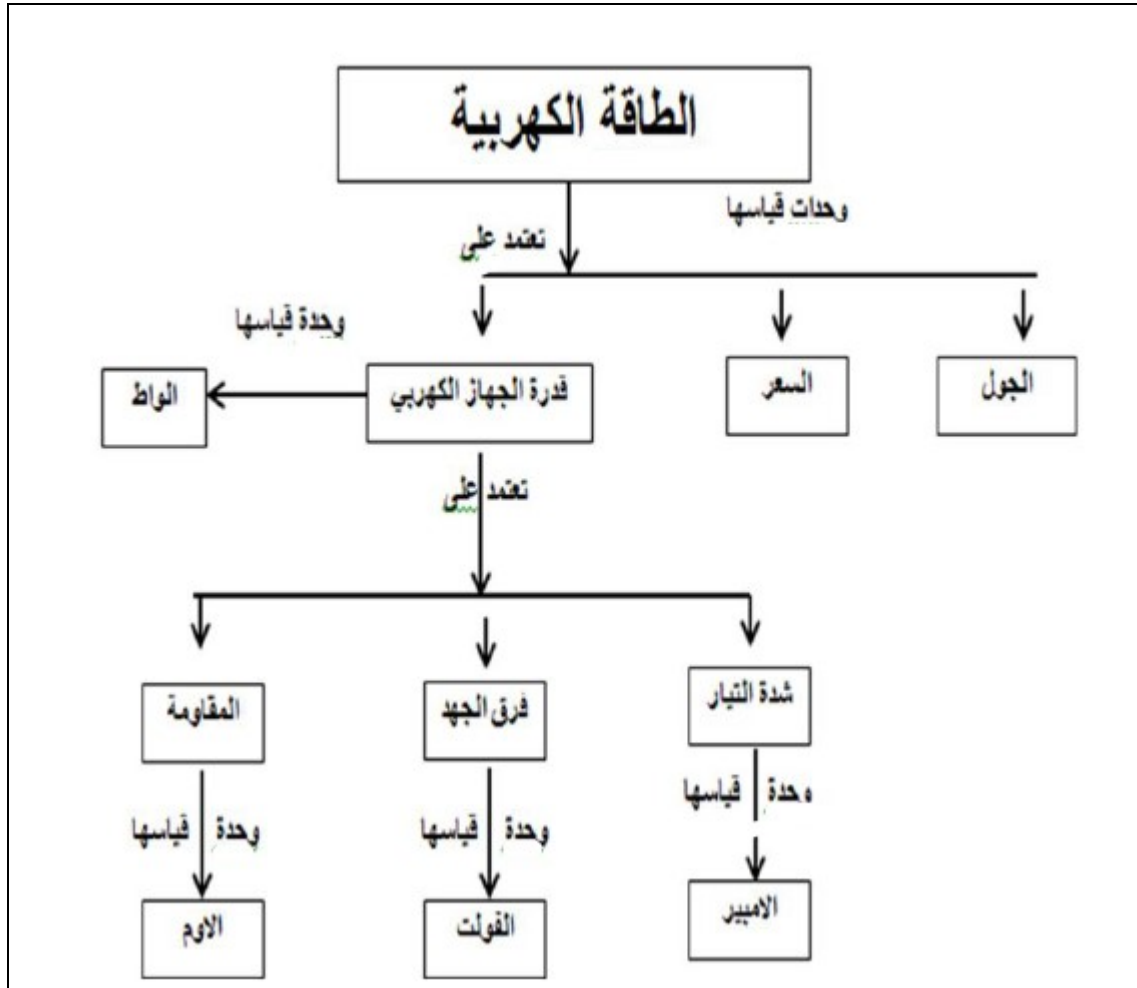 الطاقة الكهربية
وحدات قياسها
تعتمد على
الجول
السعر
قدرة الجهاز الكهربي
وحدة قياسها
الواط
تعتمد على
شدة التيار
فرق الجهد
المقاومة
وحدة قياسها
وحدة قياسها
وحدة قياسها
الامبير
الفولت
الاوم